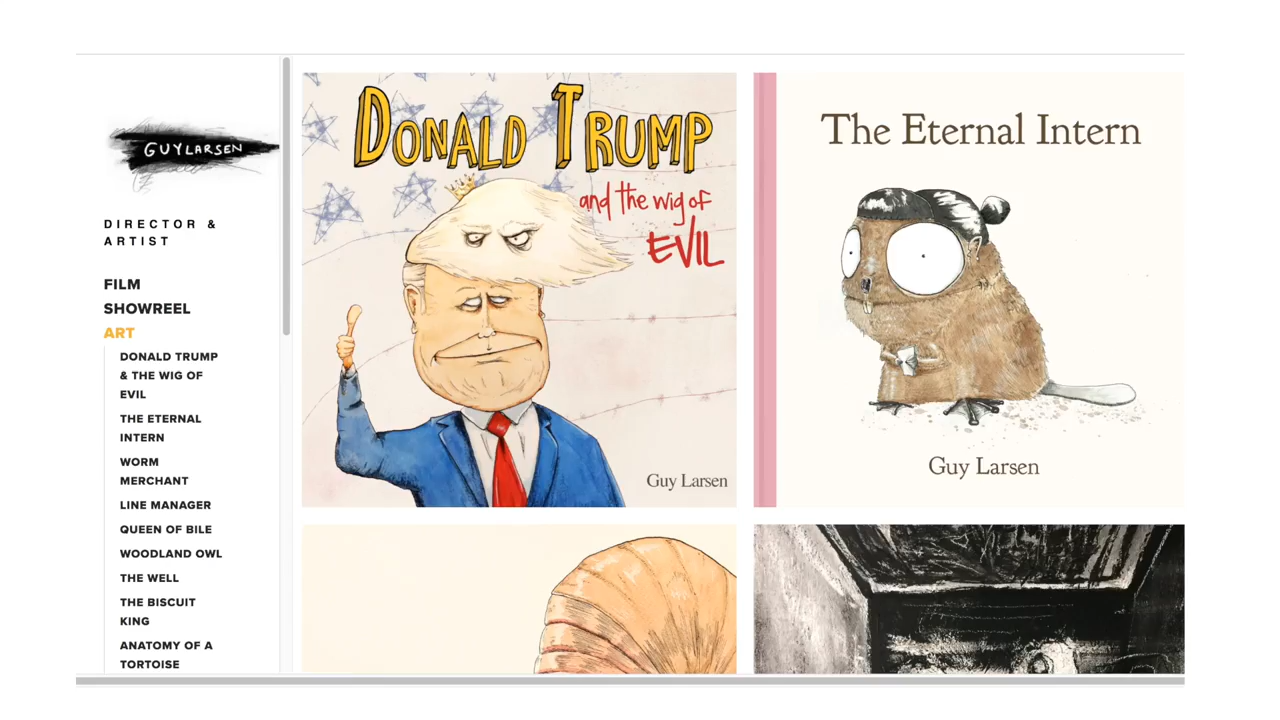 GUYLARSEN
DIRECTOR &
ARTIST
FILM
SHOWREEL
ART
DONALD TRUMP
& THE WIG OF
EVIL
THE ETERNAL
INTERN
WORM
MERCHANT
LINE MANAGER
QUEEN OF BILE
WOODLAND OWL
THE WELL
THE BISCUIT
KING
ANATOMY OF A
TORTOISE
DONALD TRUMP
and the wig of
EVIL
Guy Larsen
The Eternal Intern
Guy Larsen